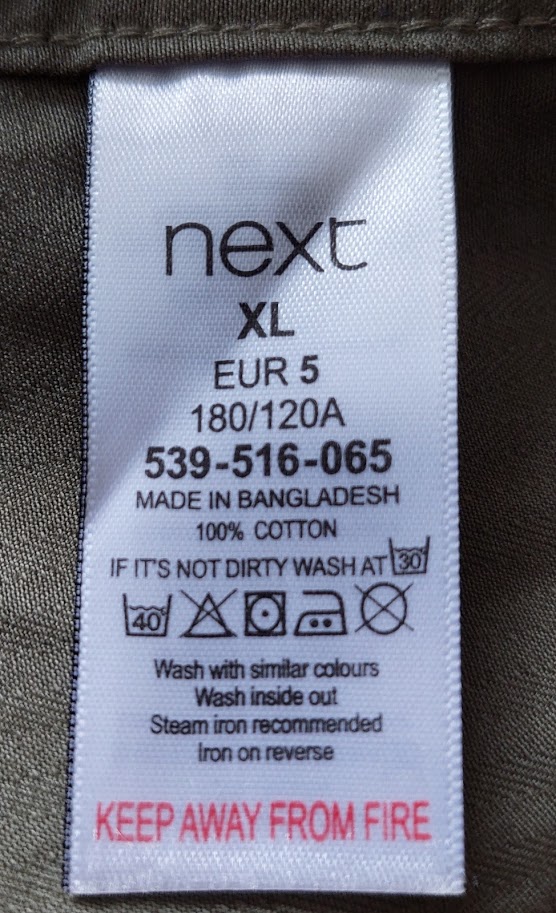 next
XL
EUR 5
180/120A
539-516-065
MADE IN BANGLADESH
100% COTTON
IF IT'S NOT DIRTY WASH AT 30
40
Wash with similar colours
Wash inside out
Steam iron recommended
Iron on reverse
KEEP AWAY FROM FIRE